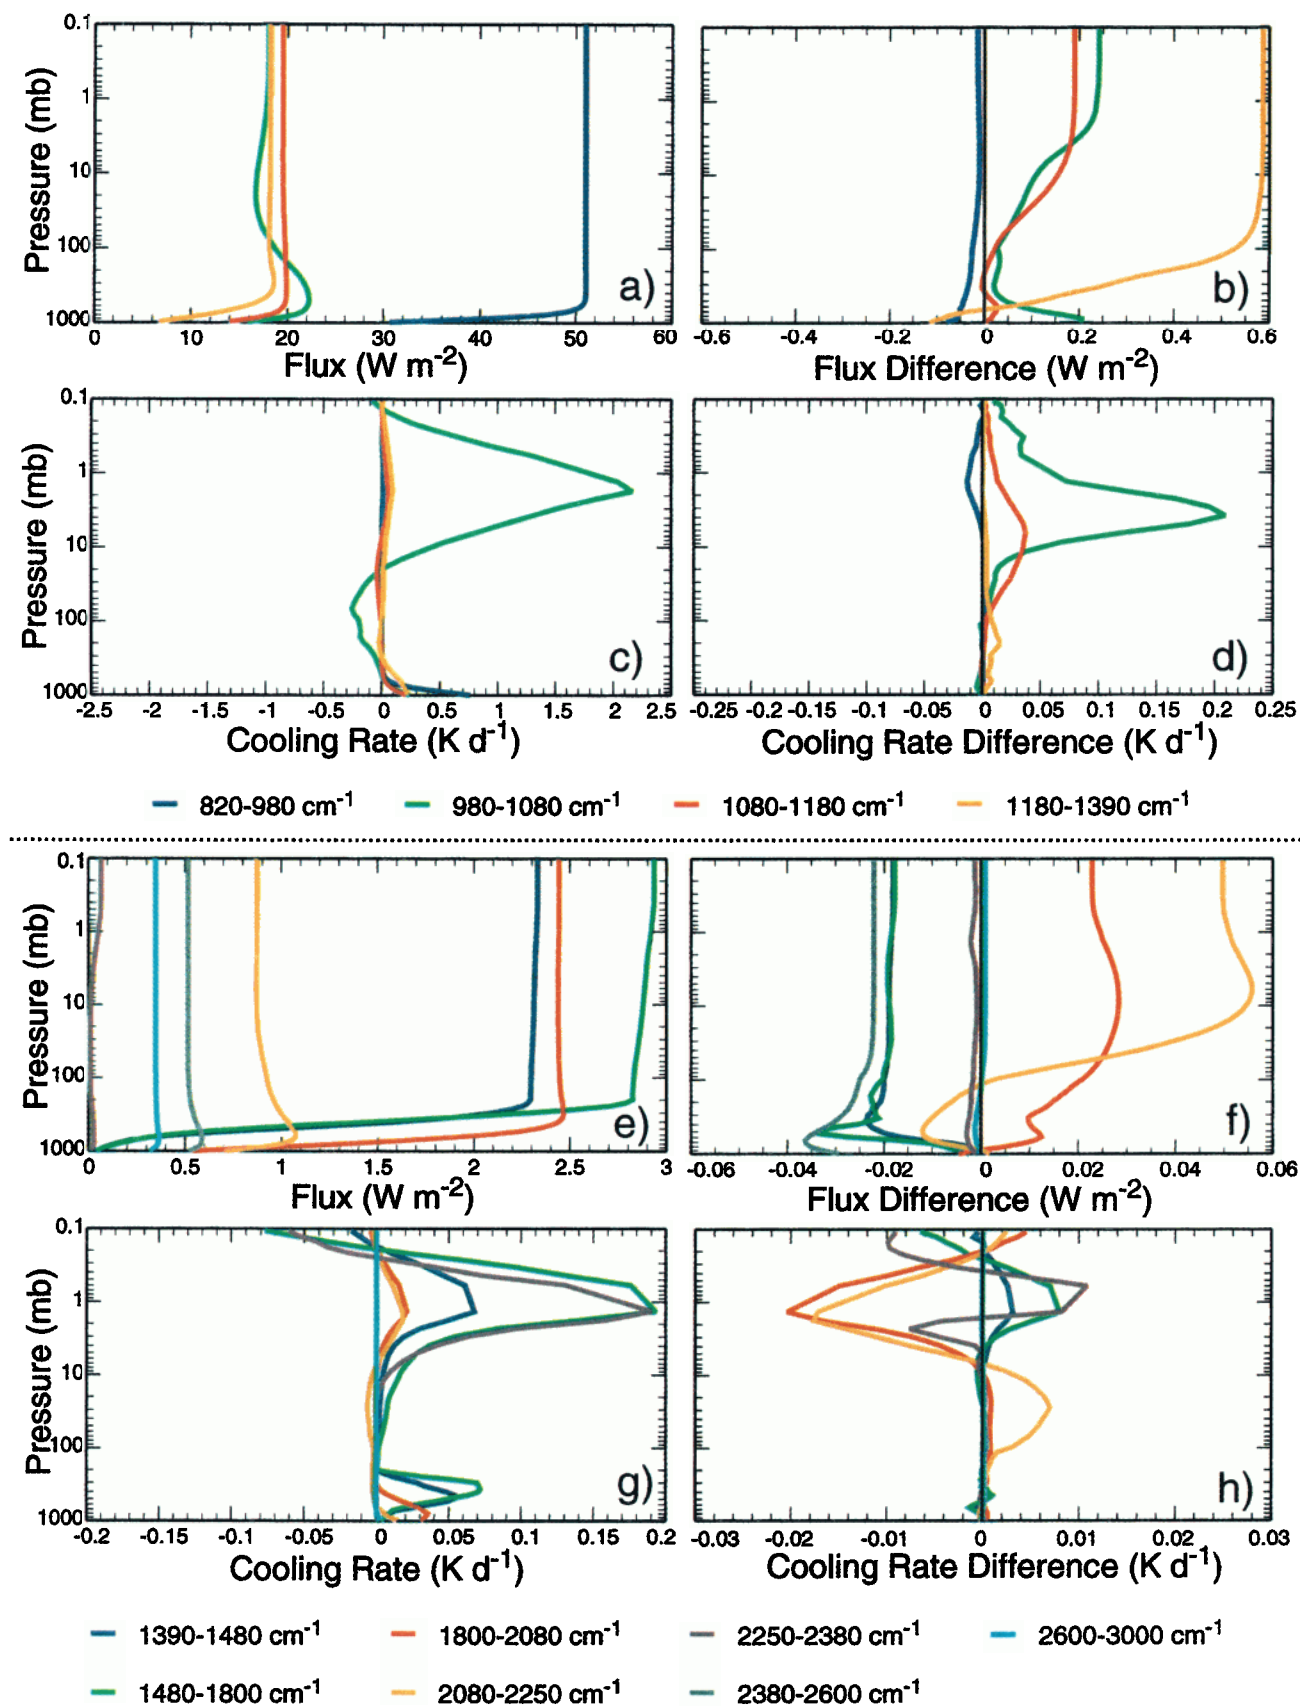 0.1
1
10
100
1000
Pressure (mb)
0 10 20 30 40 50 60
Flux (W m-2)
a)
-0.6 -0.4 -0.2 0 0.2 0.4 0.6
Flux Difference (W m-2)
b)
0.1
1
10
100
1000
Pressure (mb)
-2.5 -2 -1.5 -1 -0.5 0 0.5 1 1.5 2 2.5
Cooling Rate (K d-1)
c)
-0.25 -0.2 -0.15 -0.1 -0.05 0 0.05 0.1 0.15 0.2 0.25
Cooling Rate Difference (K d-1)
d)
820-980 cm-1 980-1080 cm-1 1080-1180 cm-1 1180-1390 cm-1
0.1
1
10
100
1000
Pressure (mb)
0 0.5 1 1.5 2 2.5 3
Flux (W m-2)
e)
-0.06 -0.04 -0.02 0 0.02 0.04 0.06
Flux Difference (W m-2)
f)
0.1
1
10
100
1000
Pressure (mb)
-0.2 -0.15 -0.1 -0.05 0 0.05 0.1 0.15 0.2
Cooling Rate (K d-1)
g)
-0.03 -0.02 -0.01 0 0.01 0.02 0.03
Cooling Rate Difference (K d-1)
h)
1390-1480 cm-1 1800-2080 cm-1 2250-2380 cm-1 2600-3000 cm-1
1480-1800 cm-1 2080-2250 cm-1 2380-2600 cm-1